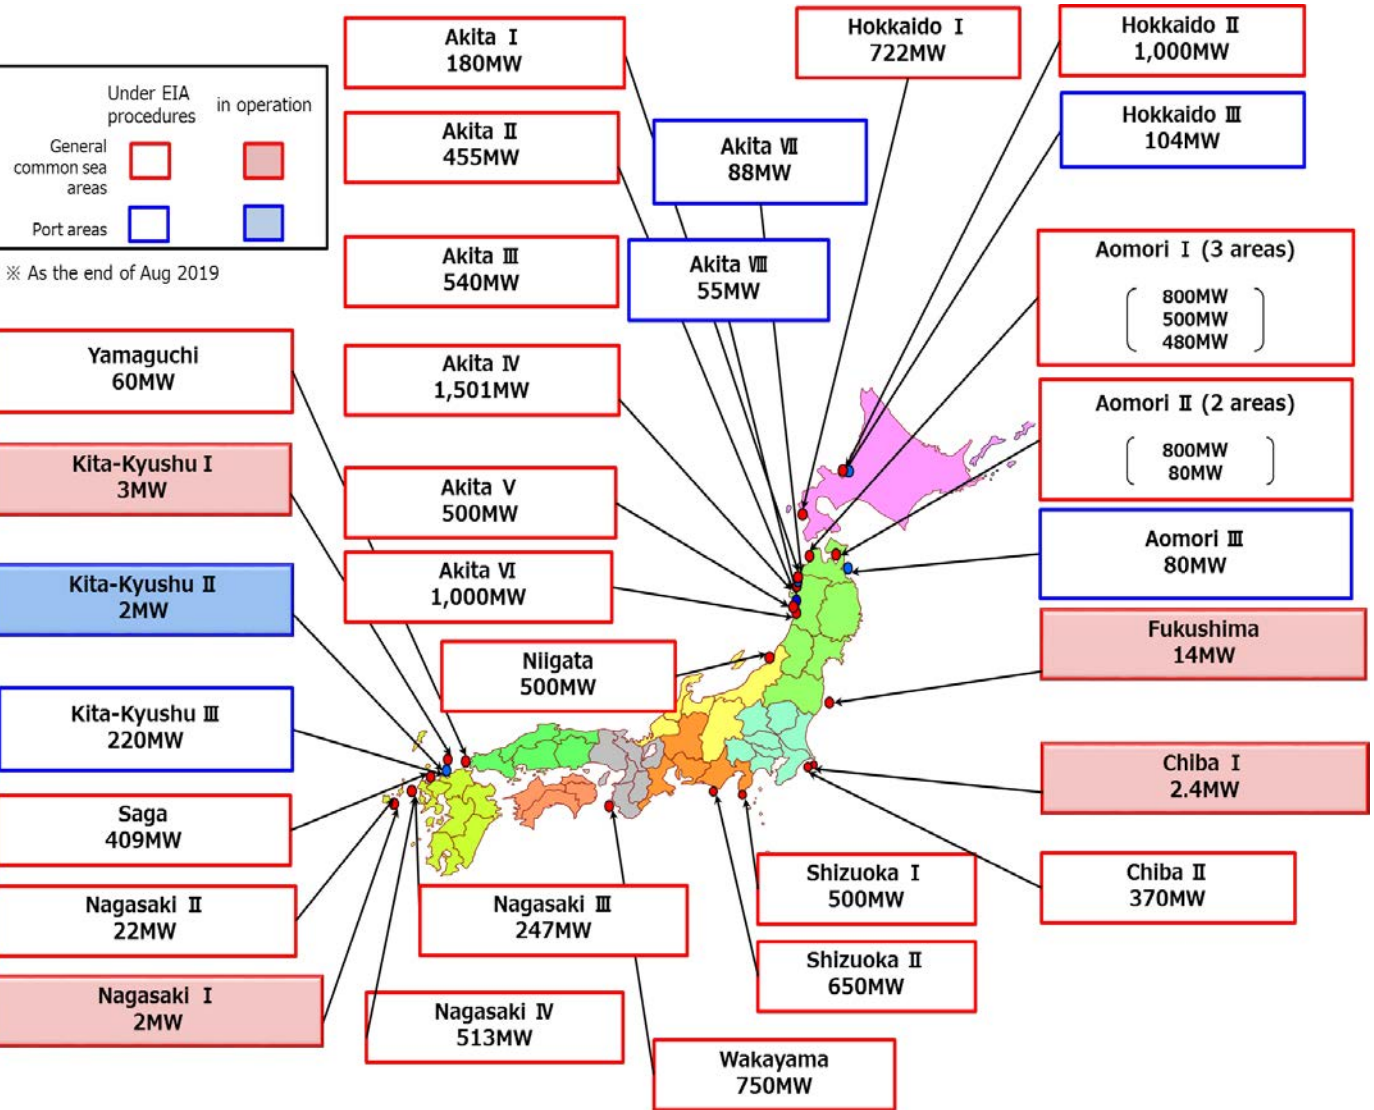 Under EIA procedures
in operation
General common sea areas
Port areas
※ As the end of Aug 2019
Akita Ⅰ
180MW
Akita Ⅱ
455MW
Akita Ⅲ
540MW
Akita Ⅳ
1,501MW
Akita Ⅴ
500MW
Akita Ⅵ
1,000MW
Akita Ⅶ
88MW
Akita Ⅷ
55MW
Hokkaido Ⅰ
722MW
Hokkaido Ⅱ
1,000MW
Hokkaido Ⅲ
104MW
Aomori Ⅰ (3 areas)
800MW
500MW
480MW
Aomori Ⅱ (2 areas)
800MW
80MW
Aomori Ⅲ
80MW
Fukushima
14MW
Chiba Ⅰ
2.4MW
Chiba Ⅱ
370MW
Yamaguchi
60MW
Kita-Kyushu Ⅰ
3MW
Kita-Kyushu Ⅱ
2MW
Kita-Kyushu Ⅲ
220MW
Saga
409MW
Nagasaki Ⅱ
22MW
Nagasaki Ⅰ
2MW
Niigata
500MW
Nagasaki Ⅲ
247MW
Nagasaki Ⅳ
513MW
Shizuoka Ⅰ
500MW
Shizuoka Ⅱ
650MW
Wakayama
750MW